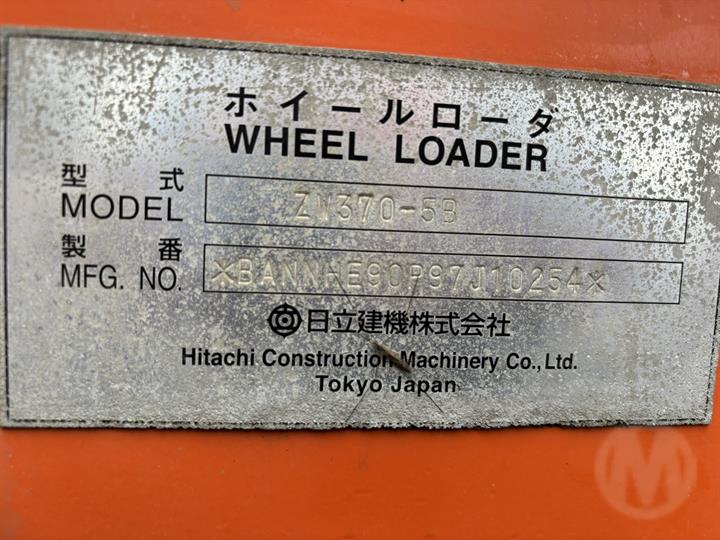 ホイールローダ
WHEEL LOADER
型式
MODEL ZW370-5B
製番
MFG. NO. *BANNHE90P97J10254*
日立建機株式会社
Hitachi Construction Machinery Co., Ltd.
Tokyo Japan
M